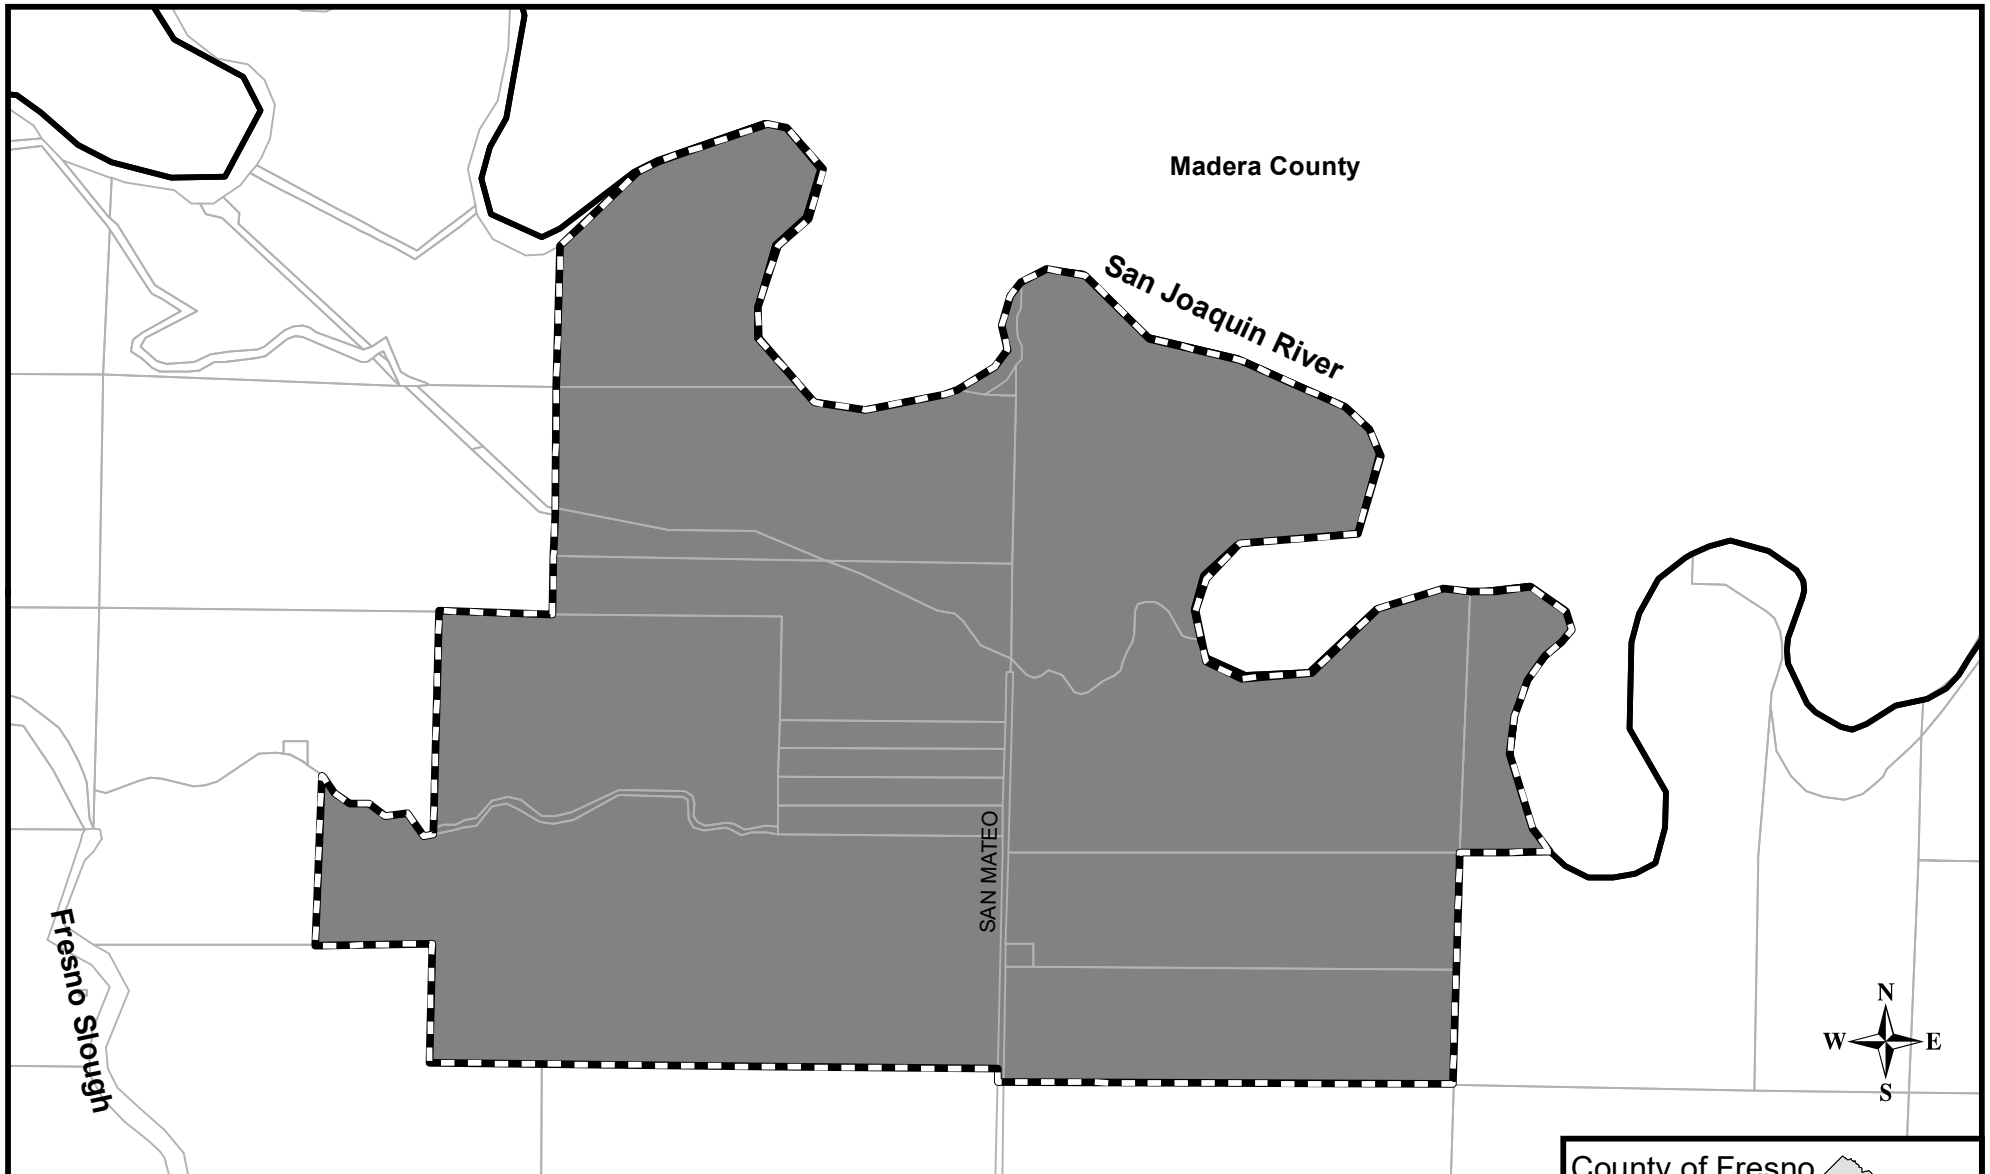 Madera County
San Joaquin River
SAN MATEO
Fresno Slough
N
W E
S
County of Fresno